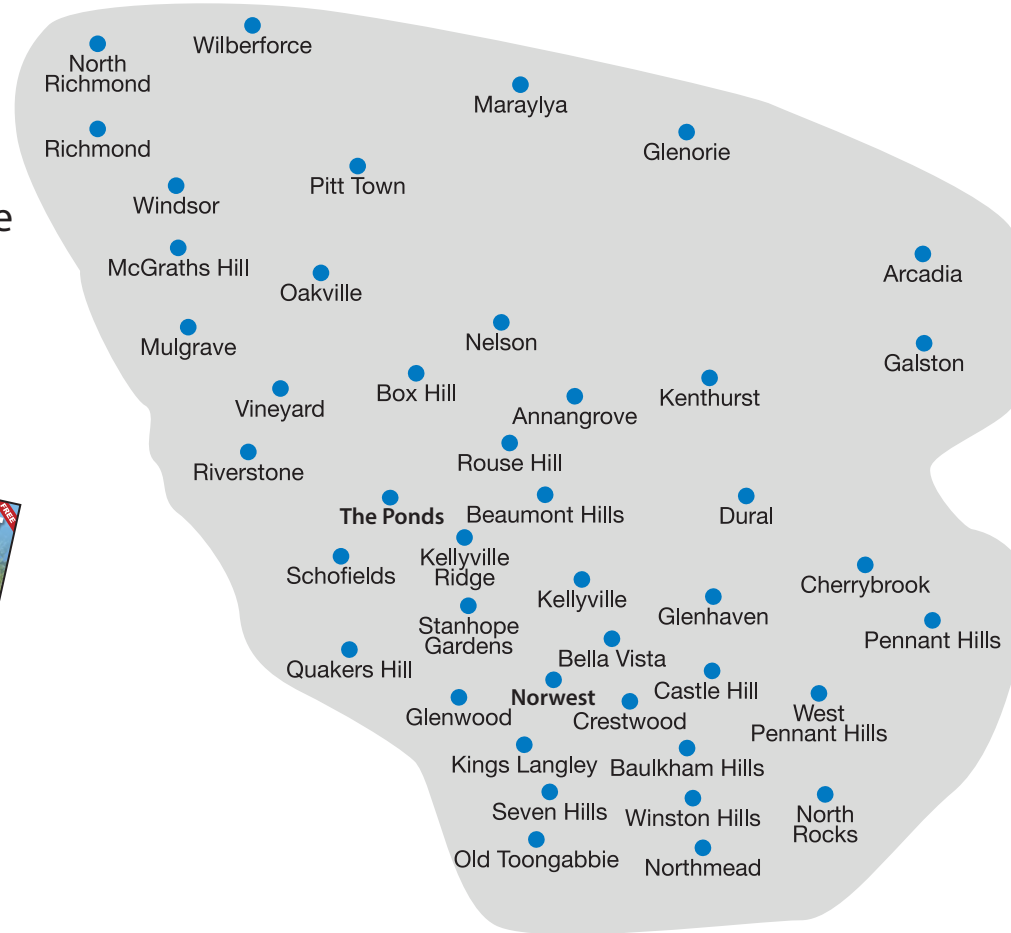 Wilberforce
North
Richmond
Maraylya
Richmond
Glenorie
Pitt Town
Windsor
e
McGraths Hill
Arcadia
Oakville
Nelson
Mulgrave
Galston
Box Hill
Kenthurst
Vineyard
Annangrove
Rouse Hill
Riverstone
FREE
The Ponds
Beaumont Hills
Dural
Kellyville
Ridge
Schofields
Cherrybrook
Kellyville
Glenhaven
Stanhope
Gardens
Pennant Hills
Bella Vista
Quakers Hill
Castle Hill
Norwest
Glenwood
Crestwood
West
Pennant Hills
Kings Langley
Baulkham Hills
Seven Hills
Winston Hills
North
Rocks
Old Toongabbie
Northmead